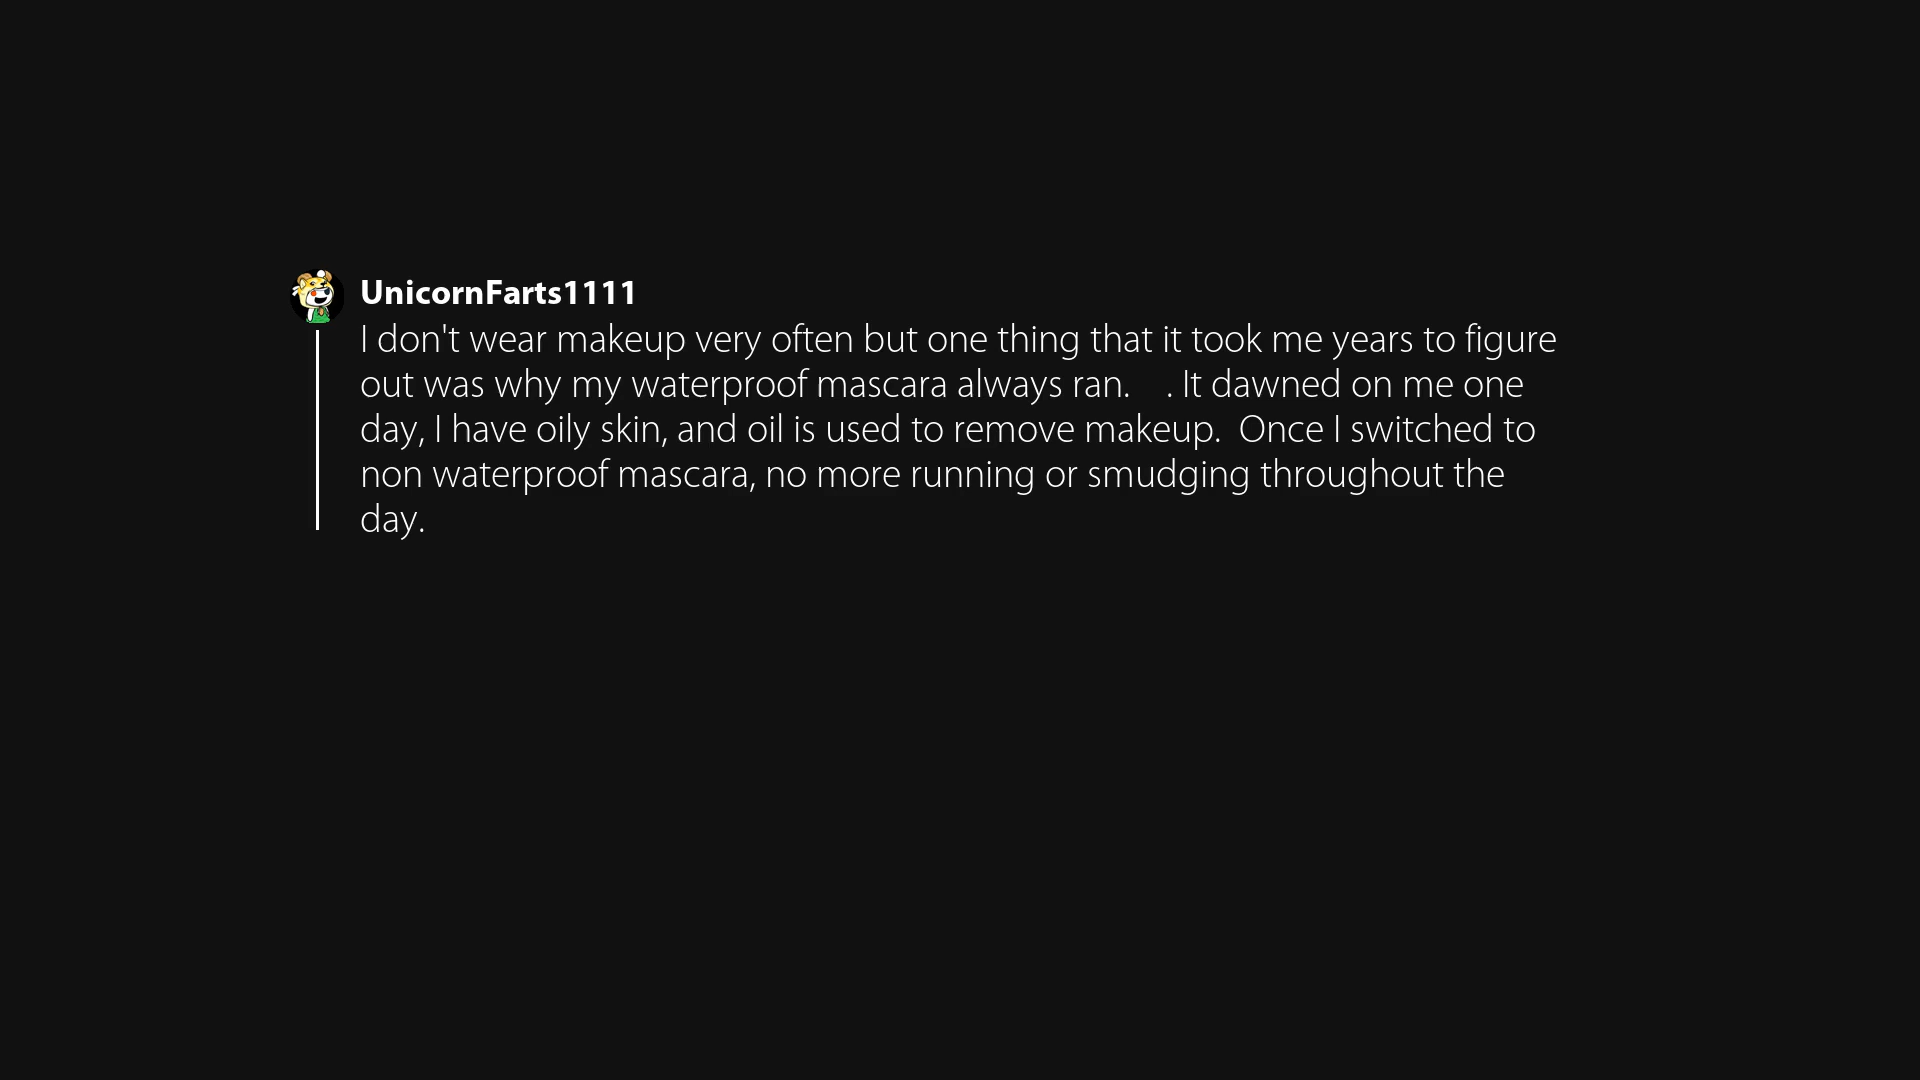 UnicornFarts1111
I don't wear makeup very often but one thing that it took me years to figure
out was why my waterproof mascara always ran.    . It dawned on me one
day, I have oily skin, and oil is used to remove makeup.  Once I switched to
non waterproof mascara, no more running or smudging throughout the
day.